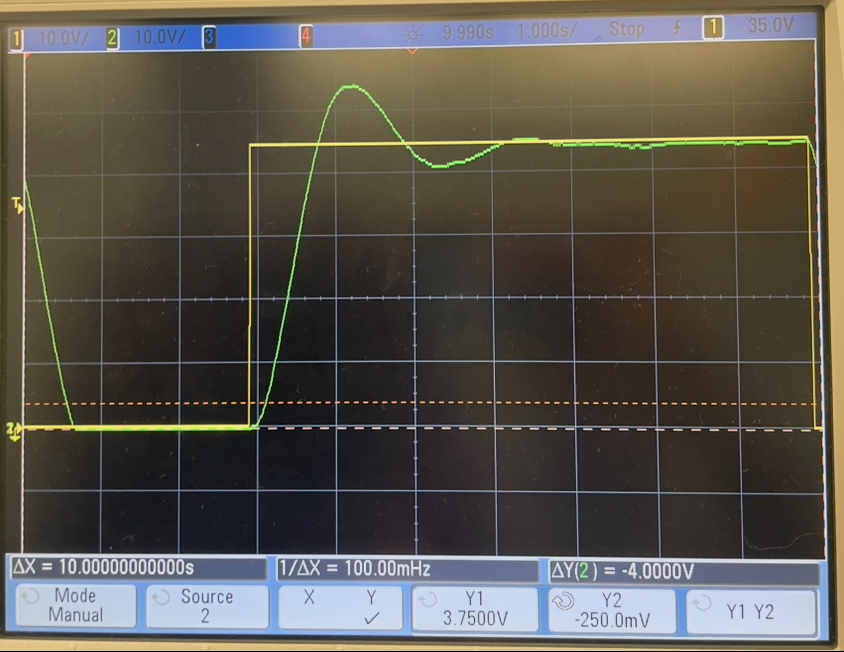 1 10.0V/ 2 10.0V/ 3 4 9.990s 1.000s/ Stop 1 35.0V
T
2
ΔX = 10.00000000000s 1/ΔX = 100.00mHz ΔY(2) = -4.0000V
Mode Source X Y Y1 Y2 Y1 Y2
Manual 2 ✓ 3.7500V -250.0mV